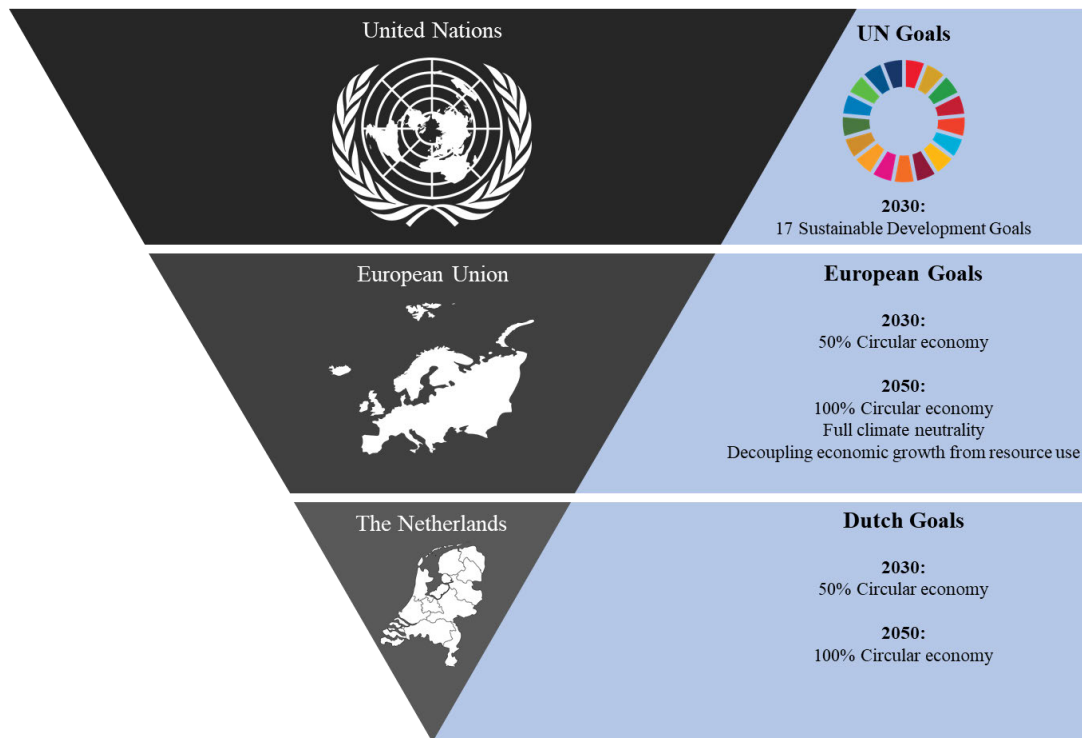 United Nations
UN Goals
2030:
17 Sustainable Development Goals
European Union
European Goals
2030:
50% Circular economy
2050:
100% Circular economy
Full climate neutrality
Decoupling economic growth from resource use
The Netherlands
Dutch Goals
2030:
50% Circular economy
2050:
100% Circular economy